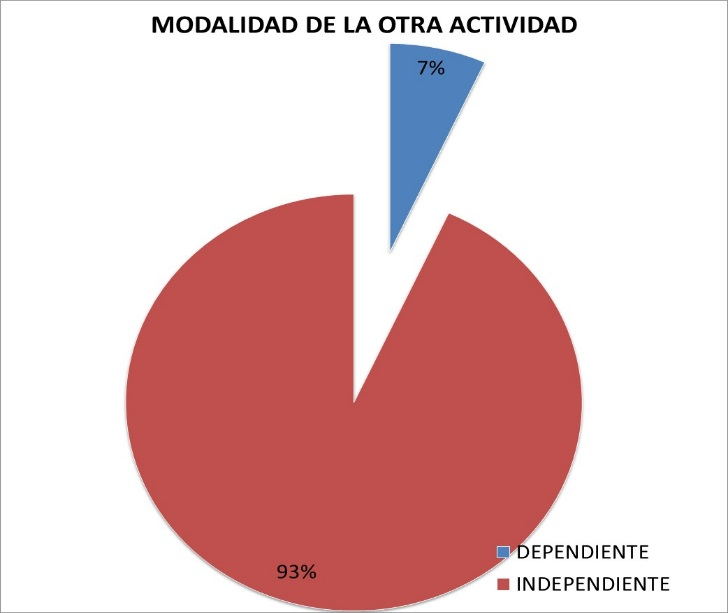 MODALIDAD DE LA OTRA ACTIVIDAD
7%
93%
DEPENDIENTE
INDEPENDIENTE